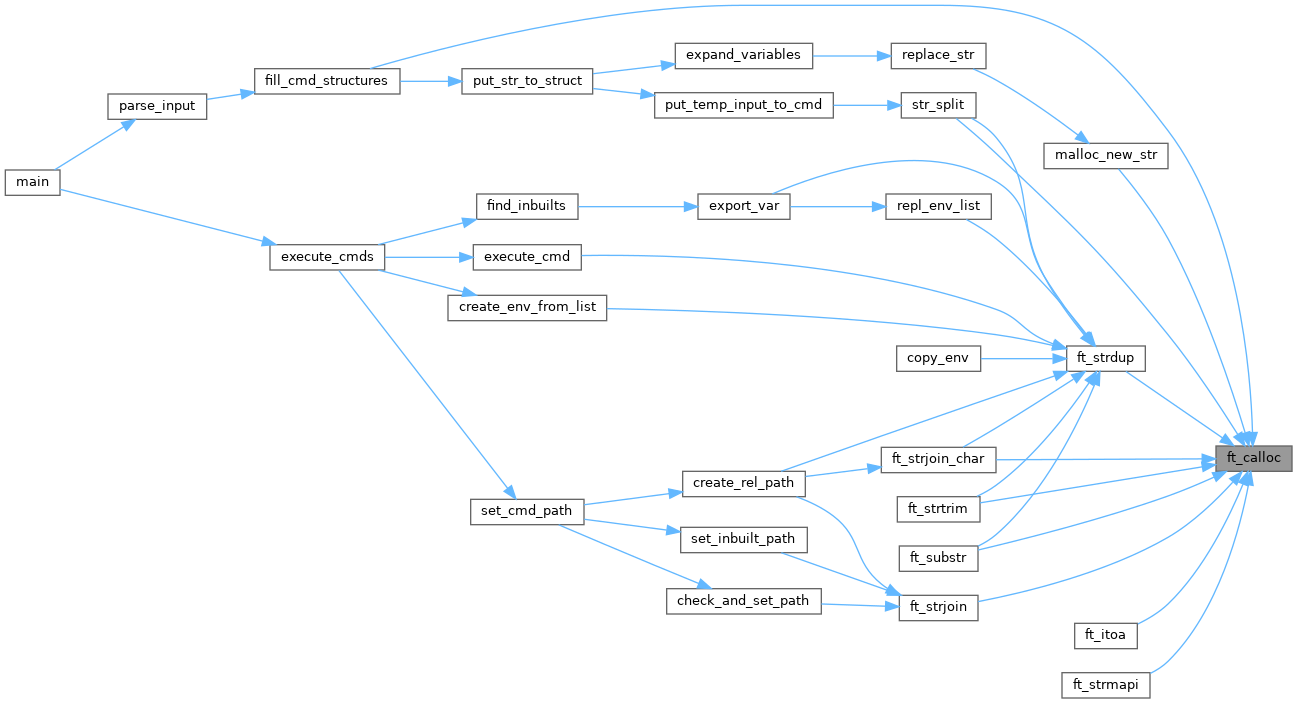 expand_variables
replace_str
fill_cmd_structures
put_str_to_struct
parse_input
put_temp_input_to_cmd
str_split
malloc_new_str
main
find_inbuilts
export_var
repl_env_list
execute_cmds
execute_cmd
create_env_from_list
copy_env
ft_strdup
ft_strjoin_char
ft_calloc
create_rel_path
set_cmd_path
ft_strtrim
set_inbuilt_path
ft_substr
check_and_set_path
ft_strjoin
ft_itoa
ft_strmapi